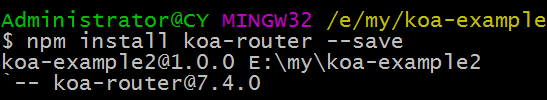 Administrator@CY MINGW32 /e/my/koa-example
$ npm install koa-router --save
koa-example2@1.0.0 E:\my\koa-example2
`-- koa-router@7.4.0